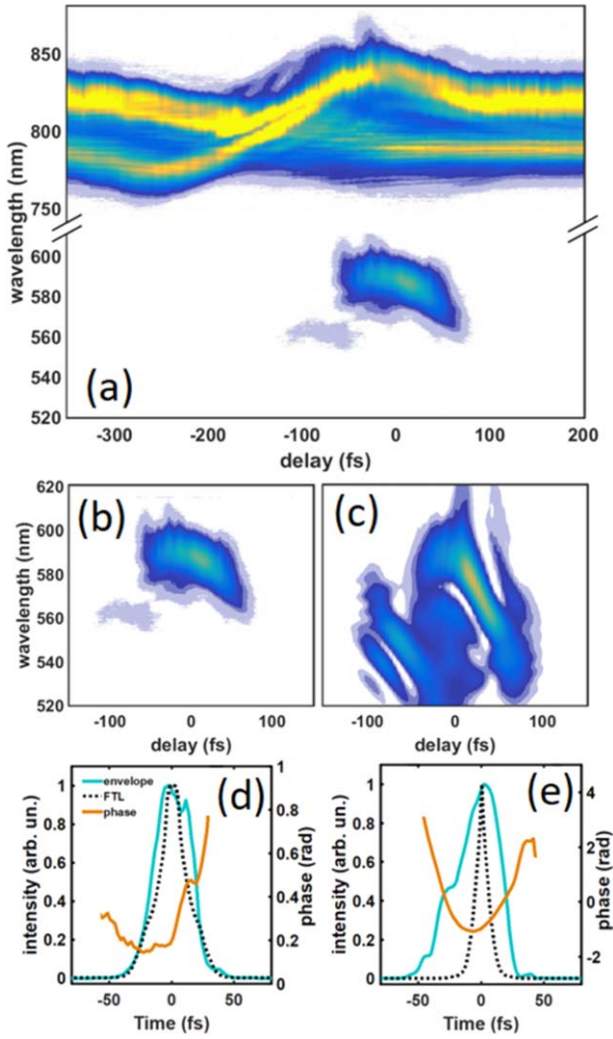 850
800
750
600
580
560
540
520
wavelength (nm)
(a)
-300 -200 -100 0 100 200
delay (fs)
620
600
580
560
540
520
wavelength (nm)
(b)
(c)
-100 0 100
-100 0 100
delay (fs)
delay (fs)
1
0.8
0.6
0.4
0.2
0
intensity (arb. un.)
envelope
FTL
phase
(d)
1
0.8
0.6
0.4
0.2
0
phase (rad)
-50 0 50
Time (fs)
1
0.8
0.6
0.4
0.2
0
intensity (arb. un.)
(e)
4
2
0
-2
phase (rad)
-50 0 50
Time (fs)